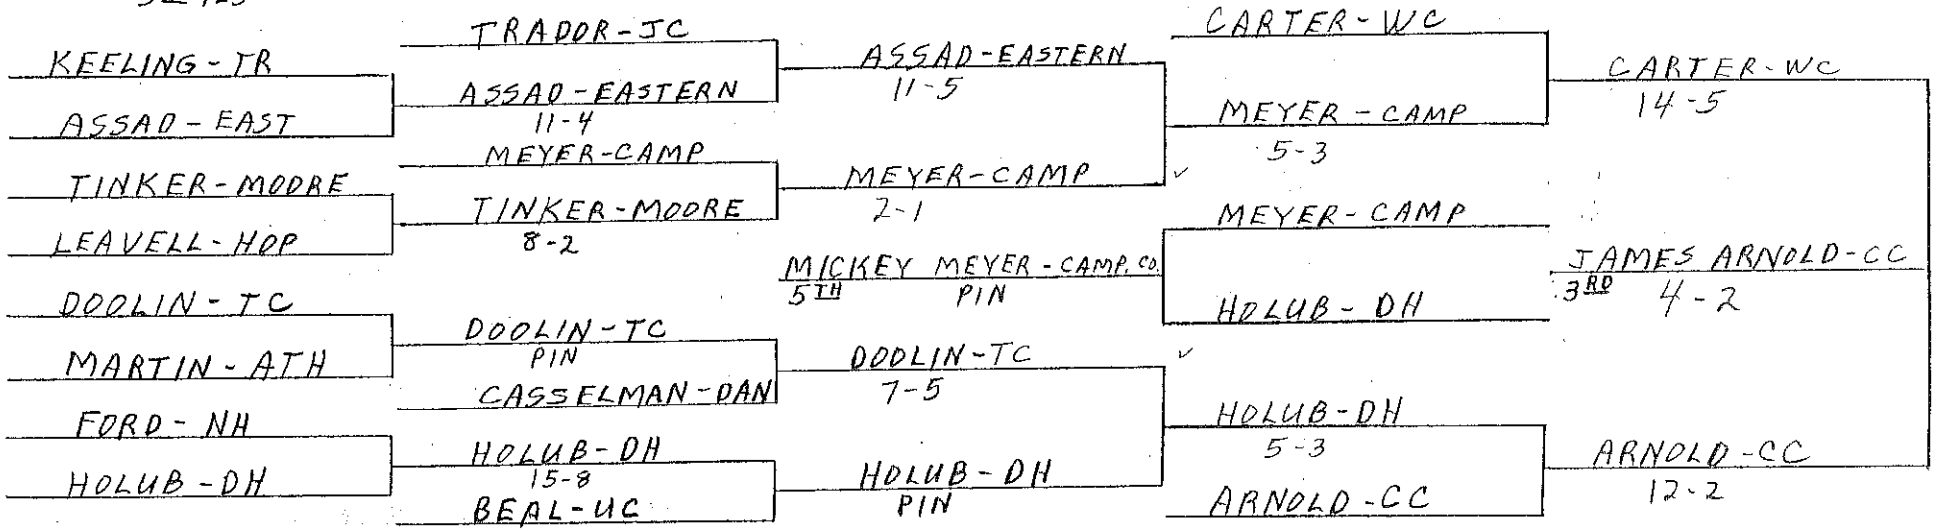 KEELING - TR
ASSAD - EAST
TINKER - MOORE
LEAVELL - HOP
DOOLIN - TC
MARTIN - ATH
FORD - NH
HOLUB - DH
TRADOR - JC
ASSAD - EASTERN
11-4
MEYER-CAMP
TINKER-MOORE
8-2
DOOLIN - TC
PIN
CASSELMAN - DAN
HOLUB - DH
15-8
BEAL - UC
ASSAD - EASTERN
11-5
MEYER-CAMP
2-1
MICKEY MEYER - CAMP. CO.
5TH PIN
DOOLIN - TC
7-5
HOLUB - DH
PIN
CARTER - WC
MEYER - CAMP
5-3
MEYER - CAMP
HOLUB - DH
HOLUB - DH
5-3
ARNOLD - CC
CARTER - WC
14-5
JAMES ARNOLD - CC
3RD 4-2
ARNOLD - CC
12-2